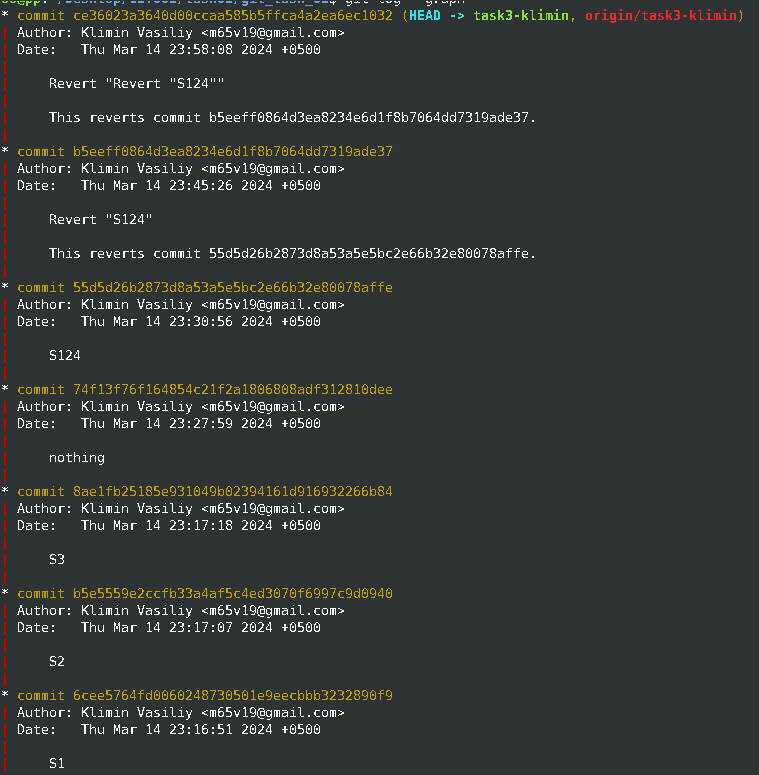 * commit ce36023a3640d00ccaa585b5ffca4a2ea6ec1032 (HEAD -> task3-klimin, origin/task3-klimin)
| Author: Klimin Vasiliy <m65v19@gmail.com>
| Date:   Thu Mar 14 23:58:08 2024 +0500
|
|     Revert "Revert "S124""
|
|     This reverts commit b5eeff0864d3ea8234e6d1f8b7064dd7319ade37.
|
* commit b5eeff0864d3ea8234e6d1f8b7064dd7319ade37
| Author: Klimin Vasiliy <m65v19@gmail.com>
| Date:   Thu Mar 14 23:45:26 2024 +0500
|
|     Revert "S124"
|
|     This reverts commit 55d5d26b2873d8a53a5e5bc2e66b32e80078affe.
|
* commit 55d5d26b2873d8a53a5e5bc2e66b32e80078affe
| Author: Klimin Vasiliy <m65v19@gmail.com>
| Date:   Thu Mar 14 23:30:56 2024 +0500
|
|     S124
|
* commit 74f13f76f164854c21f2a1806808adf312810dee
| Author: Klimin Vasiliy <m65v19@gmail.com>
| Date:   Thu Mar 14 23:27:59 2024 +0500
|
|     nothing
|
* commit 8ae1fb25185e931049b02394161d916932266b84
| Author: Klimin Vasiliy <m65v19@gmail.com>
| Date:   Thu Mar 14 23:17:18 2024 +0500
|
|     S3
|
* commit b5e5559e2ccfb33a4af5c4ed3070f6997c9d0940
| Author: Klimin Vasiliy <m65v19@gmail.com>
| Date:   Thu Mar 14 23:17:07 2024 +0500
|
|     S2
|
* commit 6cee5764fd0060248730501e9eecbbb3232890f9
| Author: Klimin Vasiliy <m65v19@gmail.com>
| Date:   Thu Mar 14 23:16:51 2024 +0500
|
|     S1